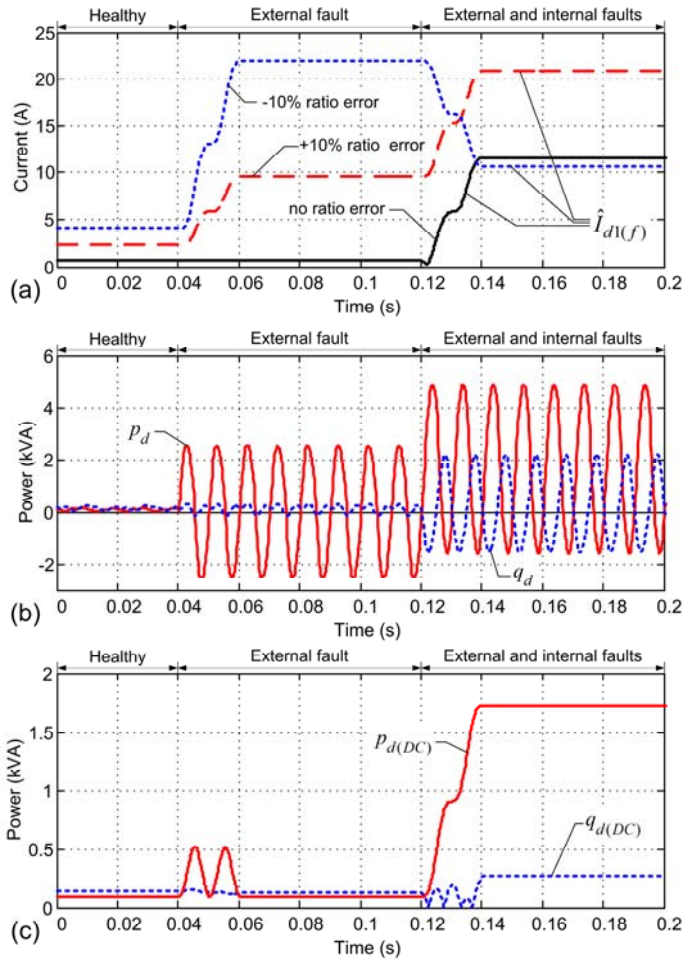 Healthy External fault External and internal faults
25
20
15
10
5
0
Current (A)
-10% ratio error
+10% ratio error
no ratio error
Îd1(f)
(a)
0 0.02 0.04 0.06 0.08 0.1 0.12 0.14 0.16 0.18 0.2
Time (s)
Healthy External fault External and internal faults
6
4
2
0
-2
Power (kVA)
pd
qd
(b)
0 0.02 0.04 0.06 0.08 0.1 0.12 0.14 0.16 0.18 0.2
Time (s)
Healthy External fault External and internal faults
2
1.5
1
0.5
0
Power (kVA)
pd(DC)
qd(DC)
(c)
0 0.02 0.04 0.06 0.08 0.1 0.12 0.14 0.16 0.18 0.2
Time (s)